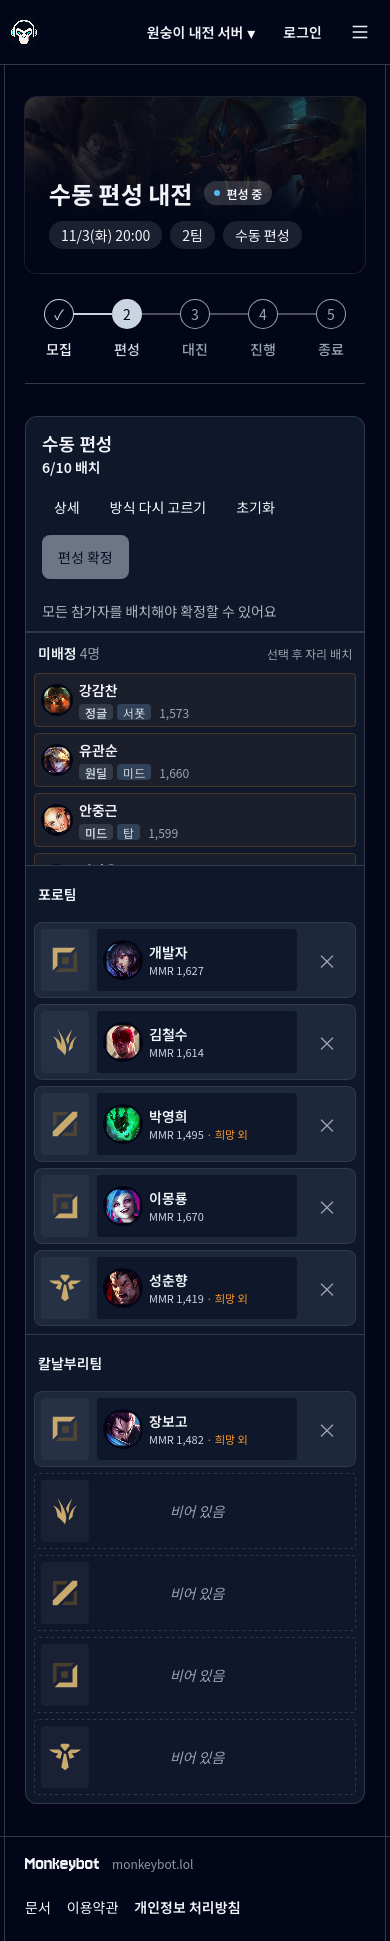 원숭이 내전 서버 ▾ 로그인
수동 편성 내전 편성 중
11/3(화) 20:00 2팀 수동 편성
✓ 2 3 4 5
모집 편성 대진 진행 종료
수동 편성
6/10 배치
상세 방식 다시 고르기 초기화
편성 확정
모든 참가자를 배치해야 확정할 수 있어요
미배정 4명 선택 후 자리 배치
강감찬
정글 서폿 1,573
유관순
원딜 미드 1,660
안중근
미드 탑 1,599
포로팀
개발자
MMR 1,627
김철수
MMR 1,614
박영희
MMR 1,495 · 희망 외
이몽룡
MMR 1,670
성춘향
MMR 1,419 · 희망 외
칼날부리팀
장보고
MMR 1,482 · 희망 외
비어 있음
비어 있음
비어 있음
비어 있음
Monkeybot monkeybot.lol
문서 이용약관 개인정보 처리방침